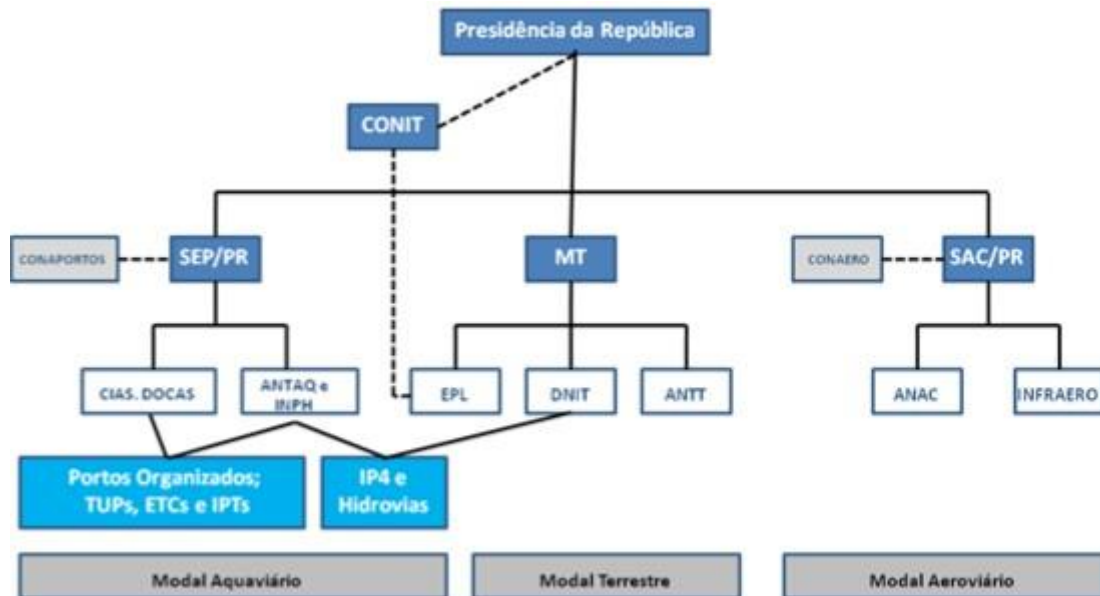 Presidência da República
CONIT
CONAPORTOS
SEP/PR
MT
CONAERO
SAC/PR
CIAS. DOCAS
ANTAQ e
INPH
EPL
DNIT
ANTT
ANAC
INFRAERO
Portos Organizados;
TUPs, ETCs e IPTs
IP4 e
Hidrovias
Modal Aquaviário
Modal Terrestre
Modal Aeroviário